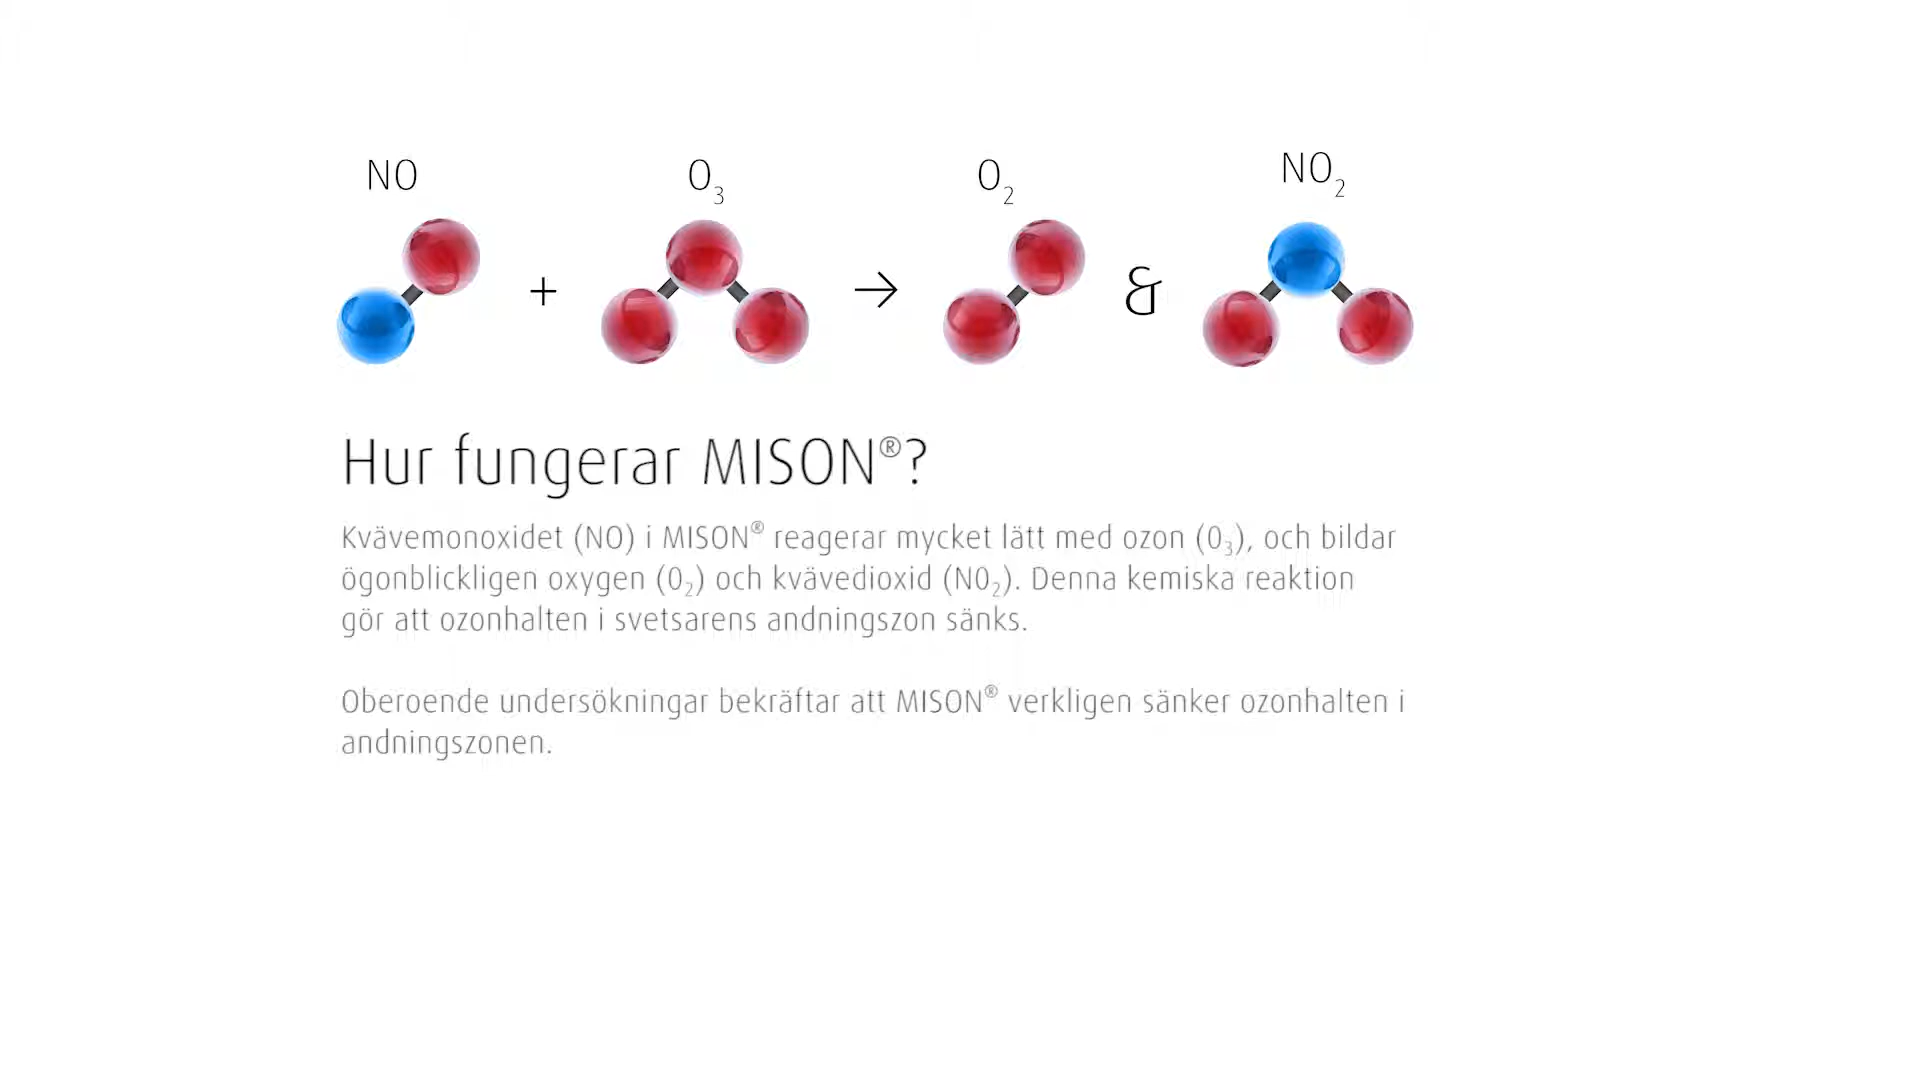 NO O₃ O₂ NO₂
+ → &
Hur fungerar MISON®?
Kvävemonoxidet (NO) i MISON® reagerar mycket lätt med ozon (O₃), och bildar
ögonblickligen oxygen (O₂) och kvävedioxid (NO₂). Denna kemiska reaktion
gör att ozonhalten i svetsarens andningszon sänks.
Oberoende undersökningar bekräftar att MISON® verkligen sänker ozonhalten i
andningszonen.